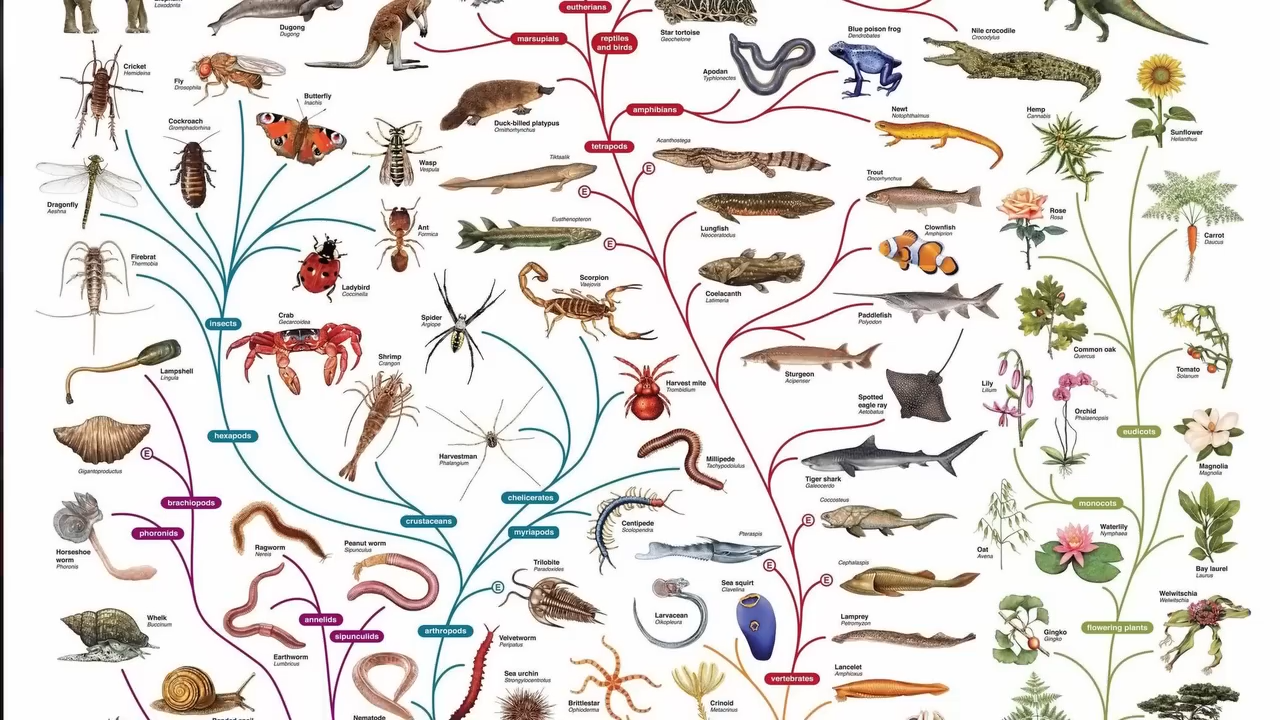 Loxodonta
Dugong
Dugong
marsupials
eutherians
reptiles
and birds
Star tortoise
Geochelone
Blue poison frog
Dendrobates
Nile crocodile
Crocodylus
Cricket
Hemideina
Fly
Drosophila
Butterfly
Inachis
Apodan
Typhlonectes
amphibians
Newt
Notophthalmus
Hemp
Cannabis
Sunflower
Helianthus
Cockroach
Gromphadorhina
Duck-billed platypus
Ornithorhynchus
tetrapods
Acanthostega
Wasp
Vespula
Tiktaalik
E
E
Trout
Oncorhynchus
Dragonfly
Aeshna
Rose
Rosa
Carrot
Daucus
Ant
Formica
Eusthenopteron
E
Lungfish
Neoceratodus
Clownfish
Amphiprion
Firebrat
Thermobia
Ladybird
Coccinella
Scorpion
Vaejovis
Coelacanth
Latimeria
Paddlefish
Polyodon
insects
Crab
Gecarcoidea
Spider
Argiope
Common oak
Quercus
Tomato
Solanum
Lampshell
Lingula
Shrimp
Crangon
Harvest mite
Trombidium
Sturgeon
Acipenser
Spotted
eagle ray
Aetobatus
Lily
Lilium
Orchid
Phalaenopsis
hexapods
eudicots
Gigantoproductus
E
Harvestman
Phalangium
Millipede
Tachypodoiulus
Tiger shark
Galeocerdo
Magnolia
Magnolia
brachiopods
chelicerates
Coccosteus
E
monocots
phoronids
crustaceans
myriapods
Centipede
Scolopendra
Pteraspis
E
Waterlily
Nymphaea
Oat
Avena
Horseshoe
worm
Phoronis
Ragworm
Nereis
Peanut worm
Sipunculus
Trilobite
Paradoxides
E
Cephalaspis
E
Bay laurel
Laurus
Whelk
Buccinum
annelids
sipunculids
arthropods
Larvacean
Oikopleura
Sea squirt
Clavelina
Lamprey
Petromyzon
Welwitschia
Welwitschia
Gingko
Gingko
flowering plants
Earthworm
Lumbricus
Velvetworm
Peripatus
vertebrates
Lancelet
Amphioxus
Sea urchin
Strongylocentrotus
Brittlestar
Ophioderma
Crinoid
Metacrinus
Nematode